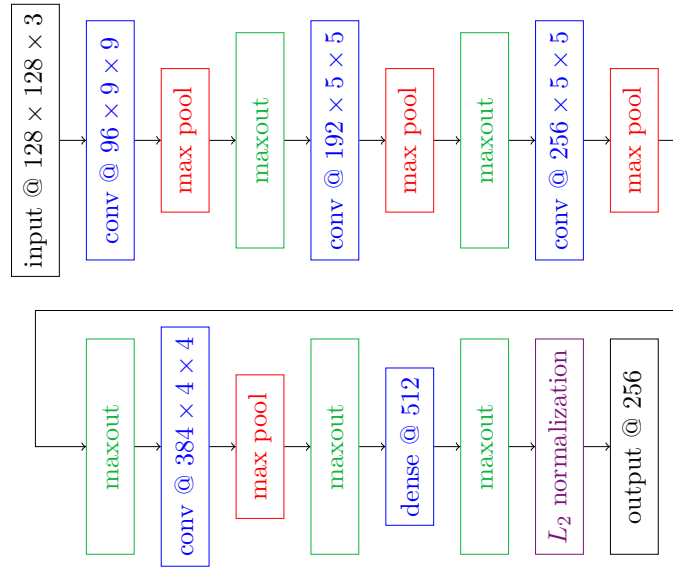 input @ 128 × 128 × 3
conv @ 96 × 9 × 9
max pool
maxout
conv @ 192 × 5 × 5
max pool
maxout
conv @ 256 × 5 × 5
max pool
maxout
conv @ 384 × 4 × 4
max pool
maxout
dense @ 512
maxout
L₂ normalization
output @ 256